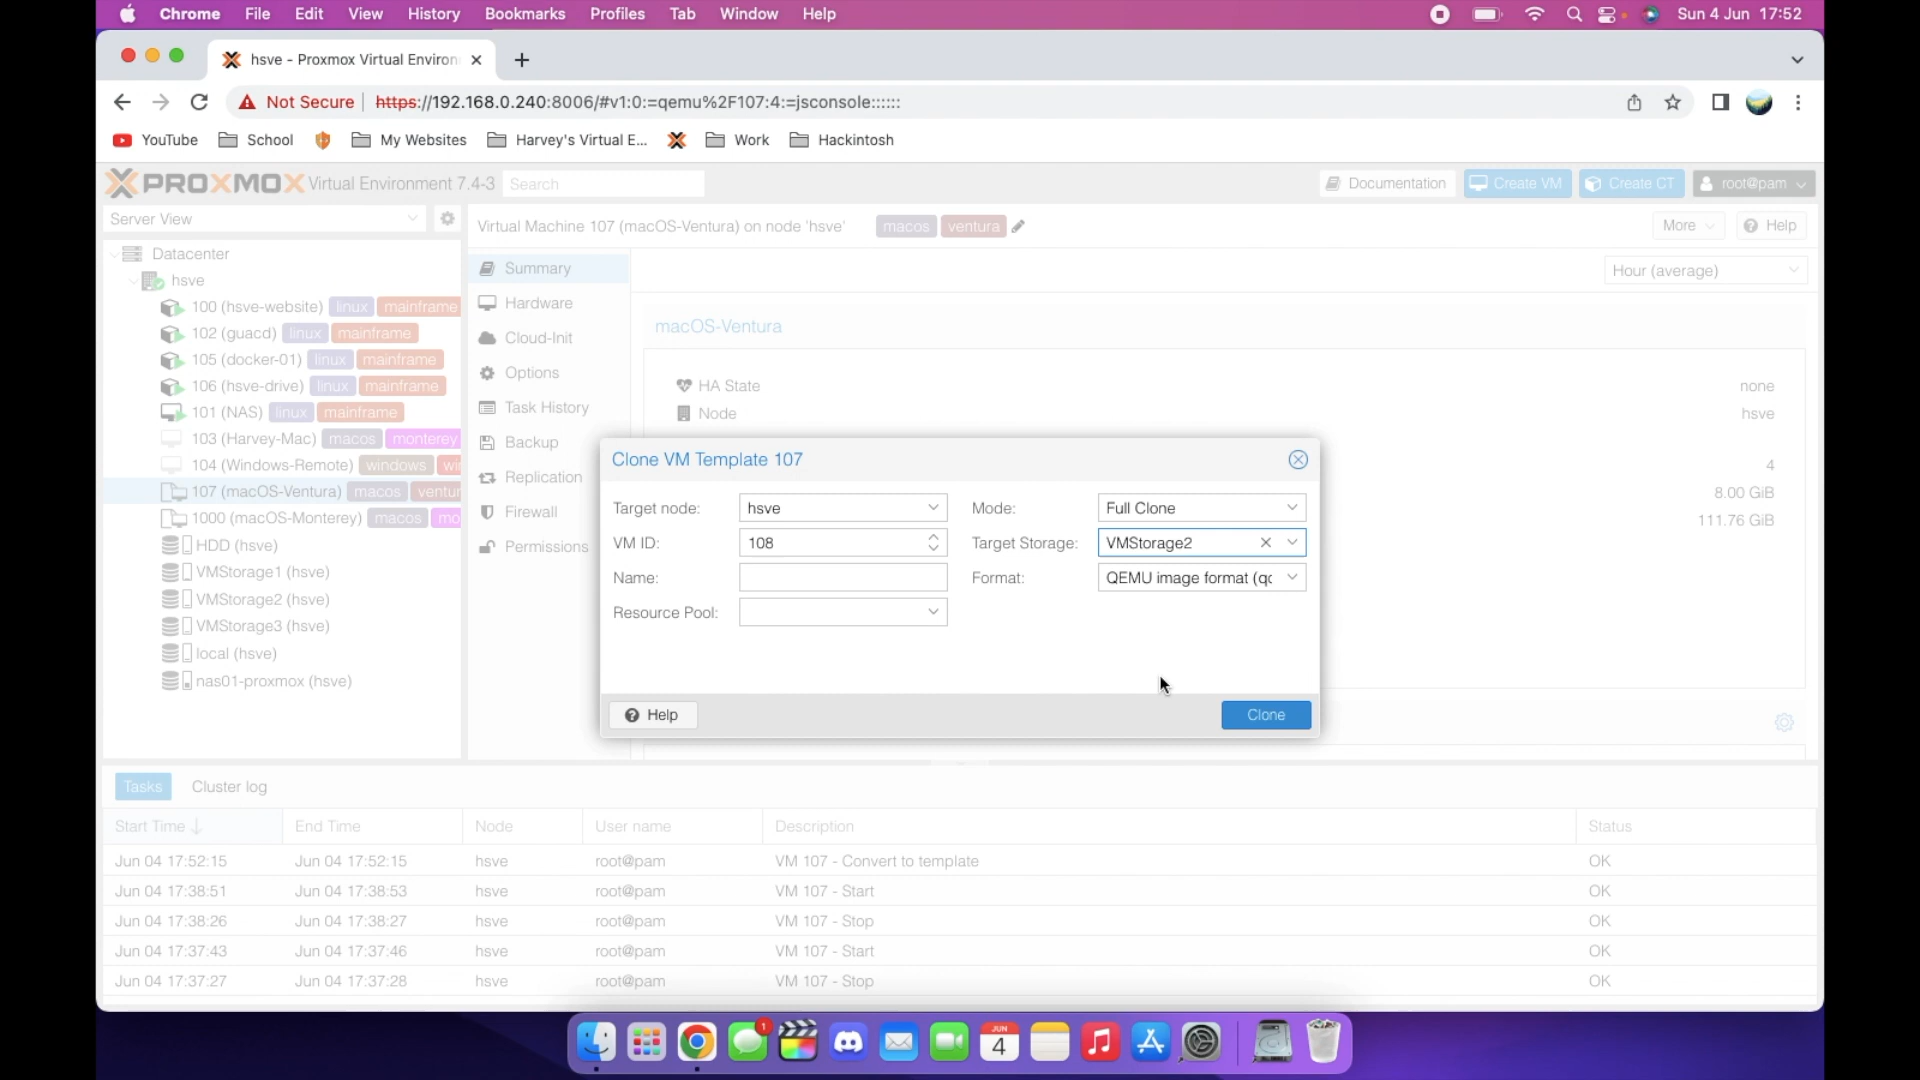 Chrome File Edit View History Bookmarks Profiles Tab Window Help Sun 4 Jun 17:52
hsve - Proxmox Virtual Environ
Not Secure https://192.168.0.240:8006/#v1:0:=qemu%2F107:4:=jsconsole::::::
YouTube School My Websites Harvey's Virtual E... Work Hackintosh
PROXMOX Virtual Environment 7.4-3 Search Documentation Create VM Create CT root@pam
Server View
Virtual Machine 107 (macOS-Ventura) on node 'hsve' macos ventura More Help
Datacenter
hsve
100 (hsve-website) linux mainframe
102 (guacd) linux mainframe
105 (docker-01) linux mainframe
106 (hsve-drive) linux mainframe
101 (NAS) linux mainframe
103 (Harvey-Mac) macos monterey
104 (Windows-Remote) windows wi
107 (macOS-Ventura) macos ventur
1000 (macOS-Monterey) macos mo
HDD (hsve)
VMStorage1 (hsve)
VMStorage2 (hsve)
VMStorage3 (hsve)
local (hsve)
nas01-proxmox (hsve)
Summary
Hardware
Cloud-Init
Options
Task History
Backup
Replication
Firewall
Permissions
Hour (average)
macOS-Ventura
HA State none
Node hsve
4
8.00 GiB
111.76 GiB
Clone VM Template 107
Target node: hsve Mode: Full Clone
VM ID: 108 Target Storage: VMStorage2
Name: Format: QEMU image format (qc
Resource Pool:
Help Clone
Tasks Cluster log
Start Time End Time Node User name Description Status
Jun 04 17:52:15 Jun 04 17:52:15 hsve root@pam VM 107 - Convert to template OK
Jun 04 17:38:51 Jun 04 17:38:53 hsve root@pam VM 107 - Start OK
Jun 04 17:38:26 Jun 04 17:38:27 hsve root@pam VM 107 - Stop OK
Jun 04 17:37:43 Jun 04 17:37:46 hsve root@pam VM 107 - Start OK
Jun 04 17:37:27 Jun 04 17:37:28 hsve root@pam VM 107 - Stop OK
1
JUN
4